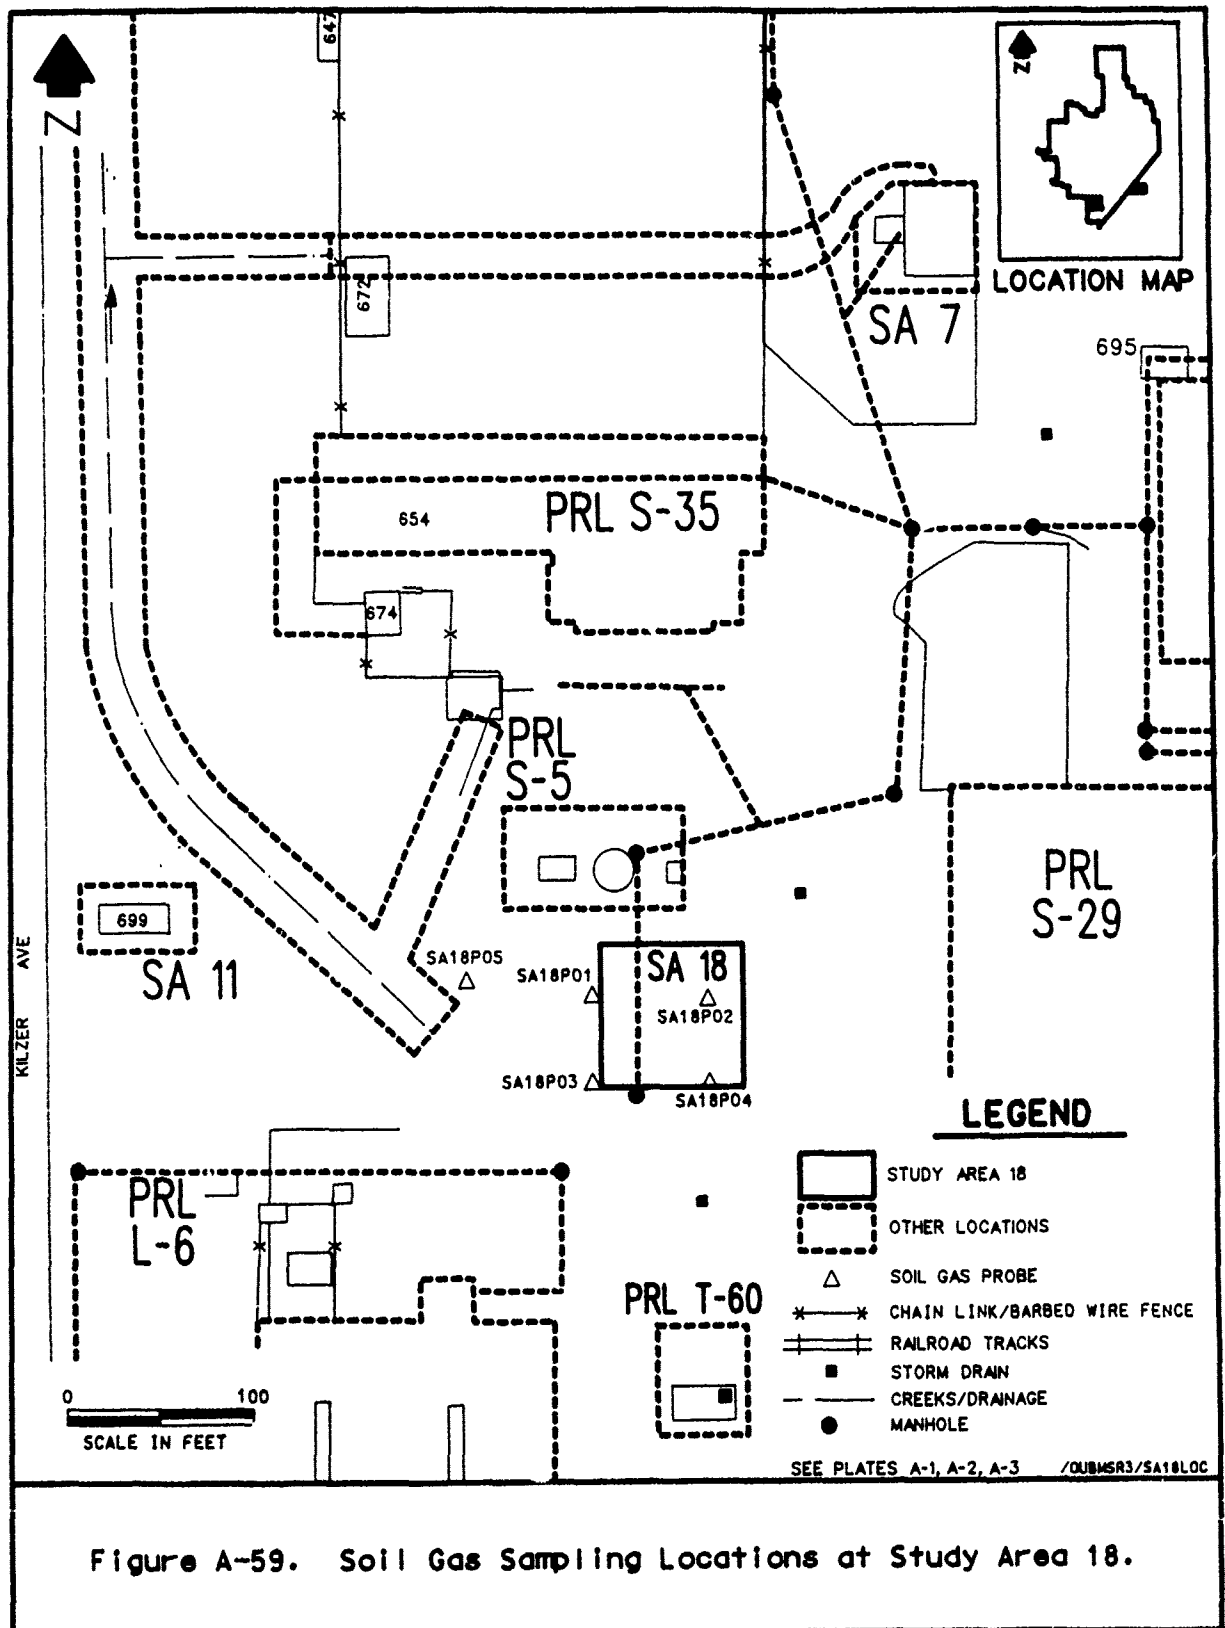 647
N
N
LOCATION MAP
672
SA 7
695
PRL S-35
654
674
PRL
S-5
PRL
S-29
699
SA 11
KILZER AVE
SA18P05
SA18P01
SA 18
SA18P02
SA18P03
SA18P04
LEGEND
STUDY AREA 18
OTHER LOCATIONS
SOIL GAS PROBE
CHAIN LINK/BARBED WIRE FENCE
RAILROAD TRACKS
STORM DRAIN
CREEKS/DRAINAGE
MANHOLE
PRL
L-6
PRL T-60
0 100
SCALE IN FEET
SEE PLATES A-1, A-2, A-3 /OUBMSR3/SA18LOC
Figure A-59. Soil Gas Sampling Locations at Study Area 18.